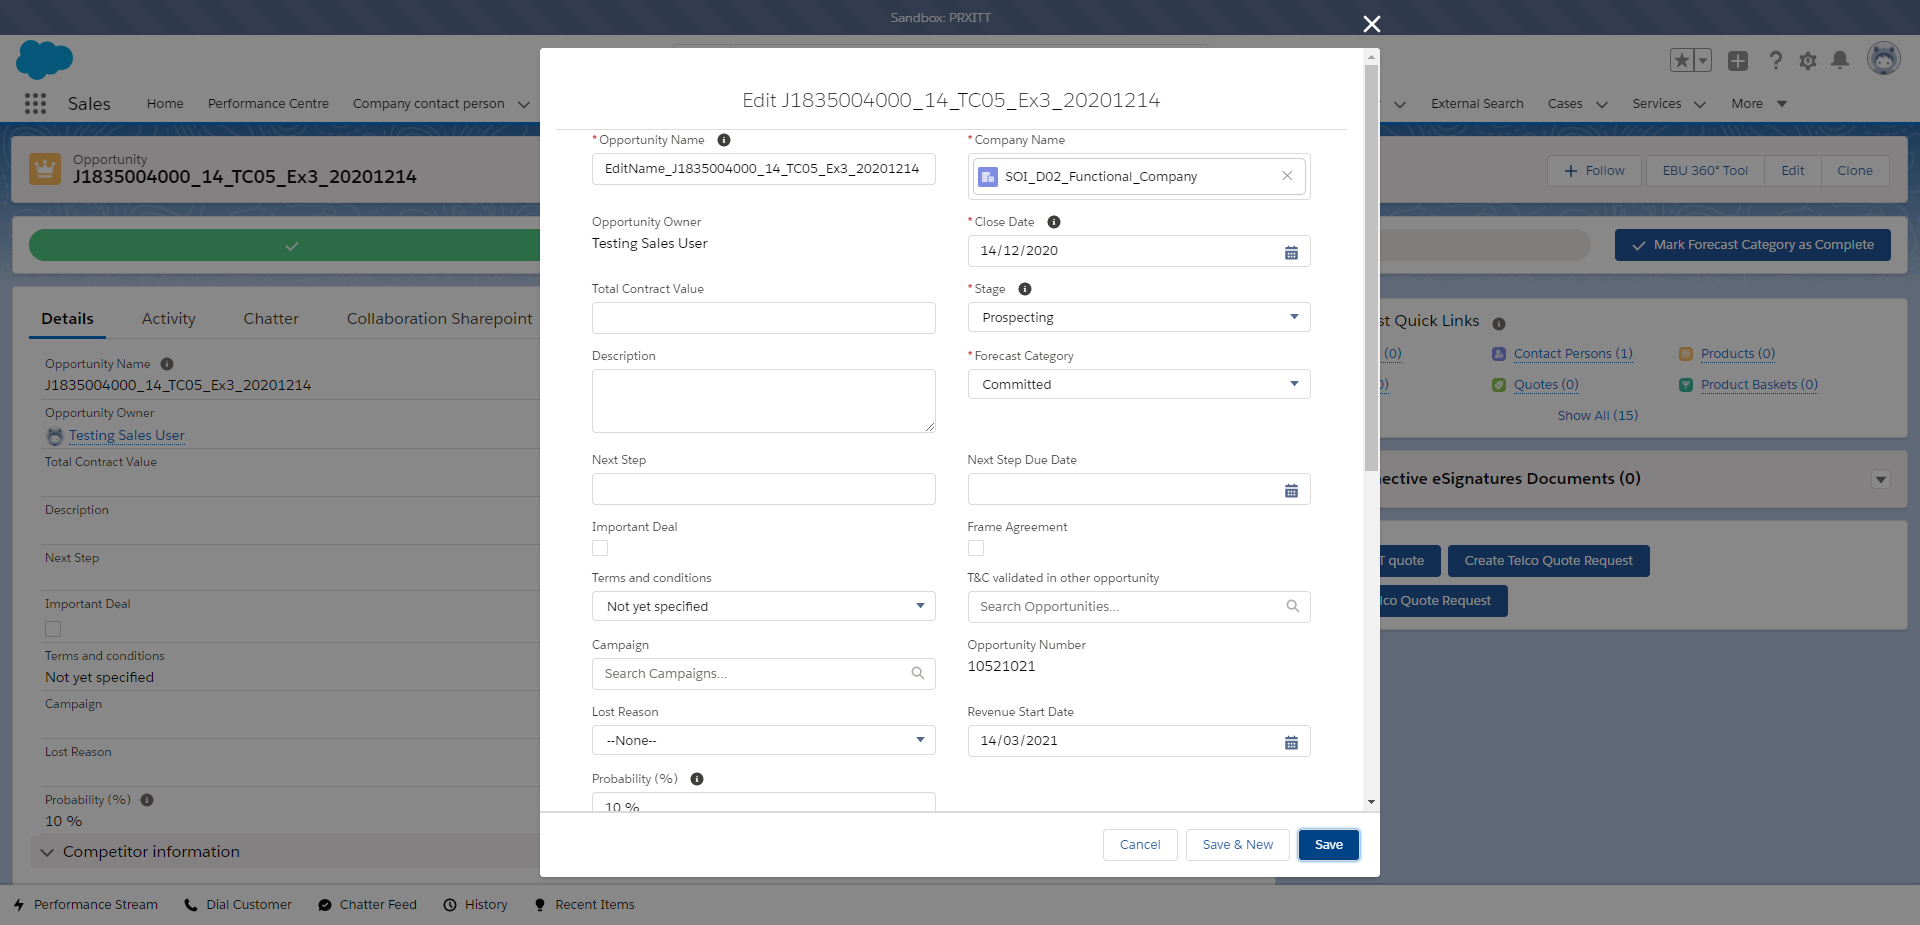 Sandbox: PRXITT
Sales
Home
Performance Centre
Company contact person
External Search
Cases
Services
More
Opportunity
J1835004000_14_TC05_Ex3_20201214
Follow
EBU 360° Tool
Edit
Clone
Mark Forecast Category as Complete
Details
Activity
Chatter
Collaboration Sharepoint
Opportunity Name
J1835004000_14_TC05_Ex3_20201214
Opportunity Owner
Testing Sales User
Total Contract Value
Description
Next Step
Important Deal
Terms and conditions
Not yet specified
Campaign
Lost Reason
Probability (%)
10 %
Competitor information
Edit J1835004000_14_TC05_Ex3_20201214
* Opportunity Name
EditName_J1835004000_14_TC05_Ex3_20201214
* Company Name
SOI_D02_Functional_Company
Opportunity Owner
Testing Sales User
* Close Date
14/12/2020
Total Contract Value
* Stage
Prospecting
Description
* Forecast Category
Committed
Next Step
Next Step Due Date
Important Deal
Frame Agreement
Terms and conditions
Not yet specified
T&C validated in other opportunity
Search Opportunities...
Campaign
Search Campaigns...
Opportunity Number
10521021
Lost Reason
--None--
Revenue Start Date
14/03/2021
Probability (%)
10 %
Cancel
Save & New
Save
st Quick Links
(0)
Contact Persons (1)
Products (0)
0)
Quotes (0)
Product Baskets (0)
Show All (15)
ective eSignatures Documents (0)
T quote
Create Telco Quote Request
lco Quote Request
Performance Stream
Dial Customer
Chatter Feed
History
Recent Items